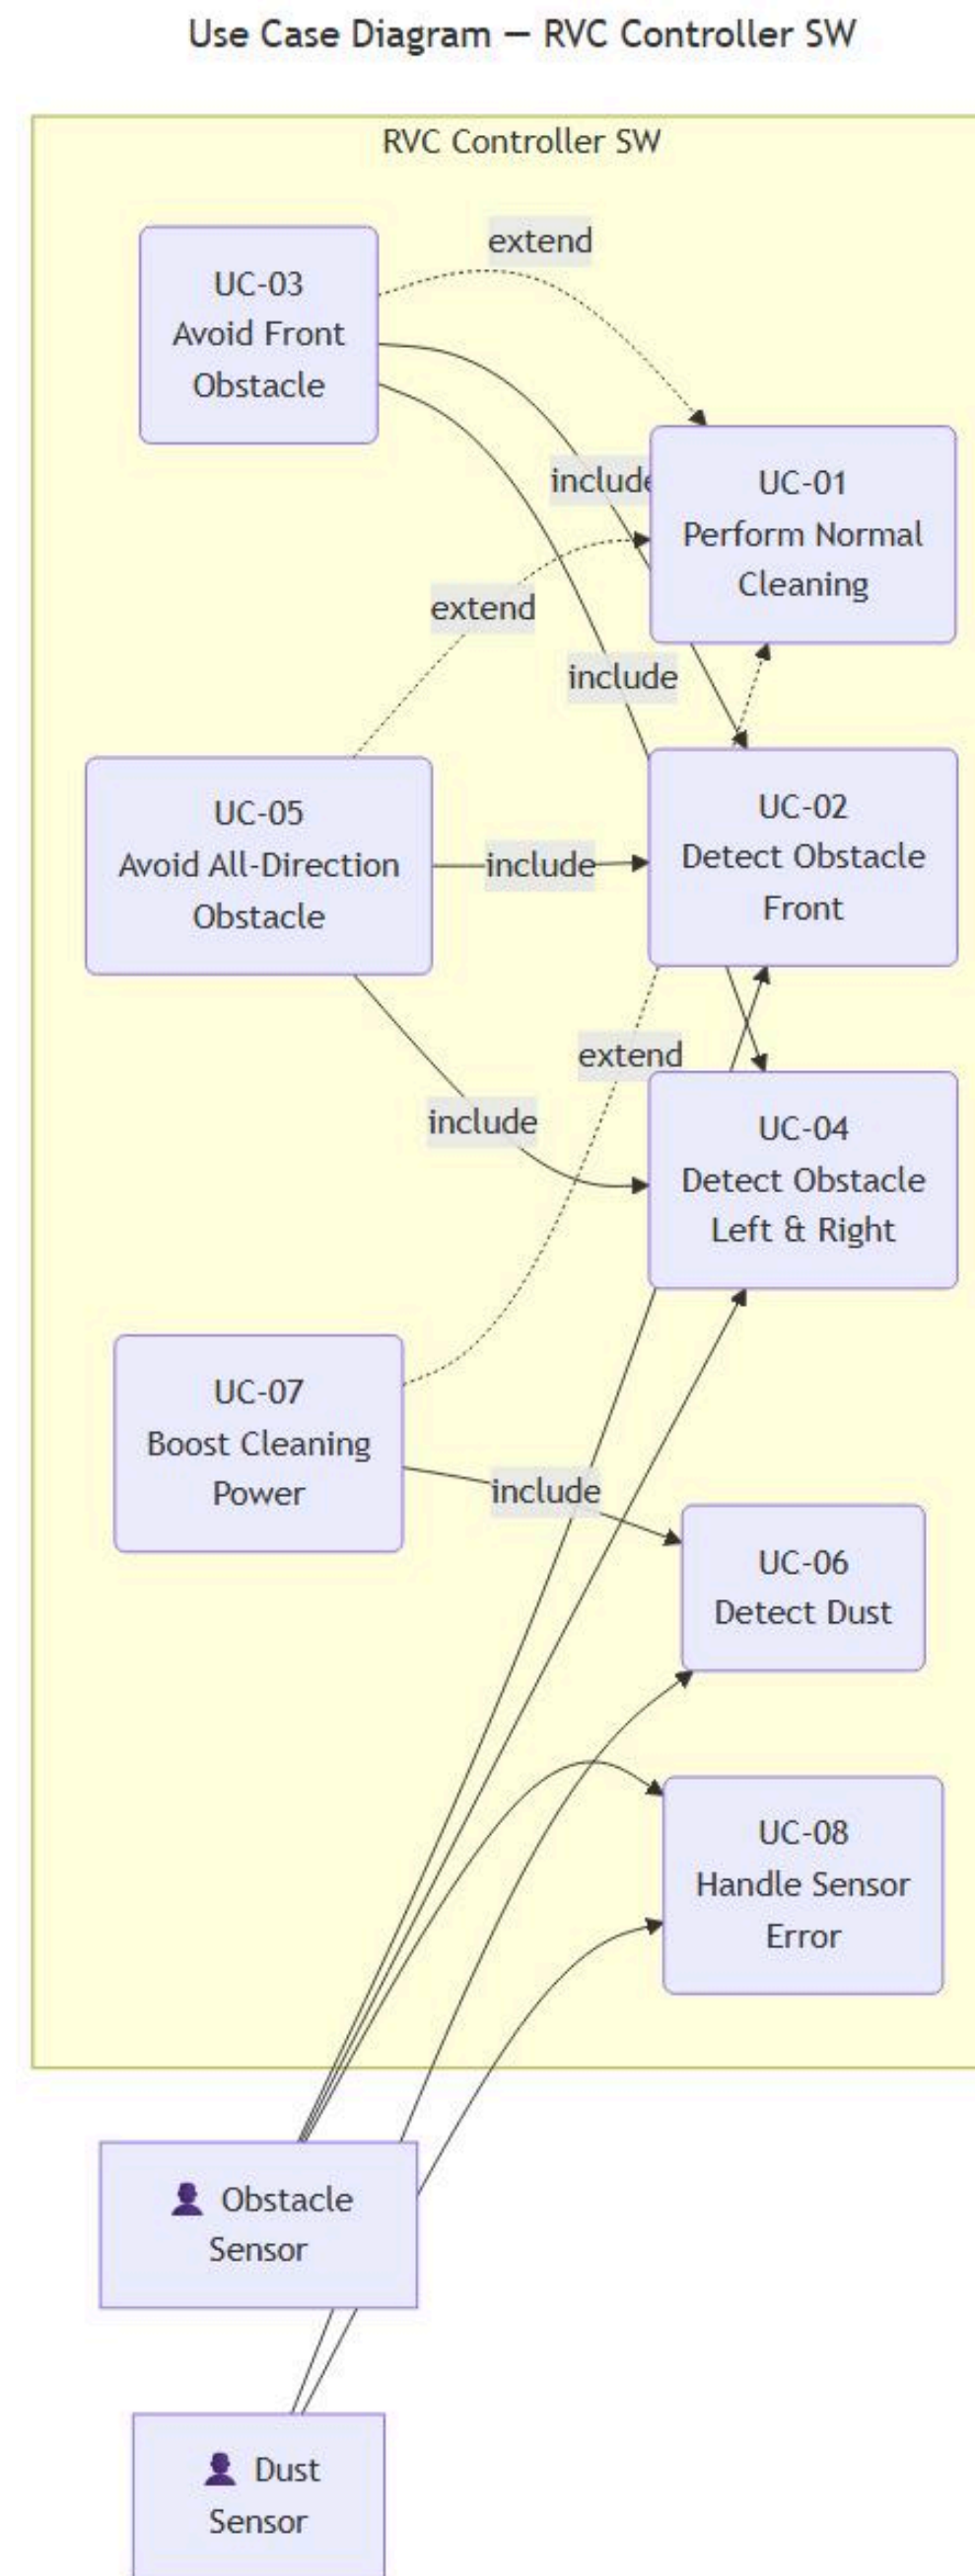 Use Case Diagram — RVC Controller SW
RVC Controller SW
extend
UC-03
Avoid Front
Obstacle
include
UC-01
Perform Normal
Cleaning
extend
include
UC-05
Avoid All-Direction
Obstacle
include
UC-02
Detect Obstacle
Front
extend
include
UC-04
Detect Obstacle
Left & Right
UC-07
Boost Cleaning
Power
include
UC-06
Detect Dust
UC-08
Handle Sensor
Error
Obstacle
Sensor
Dust
Sensor